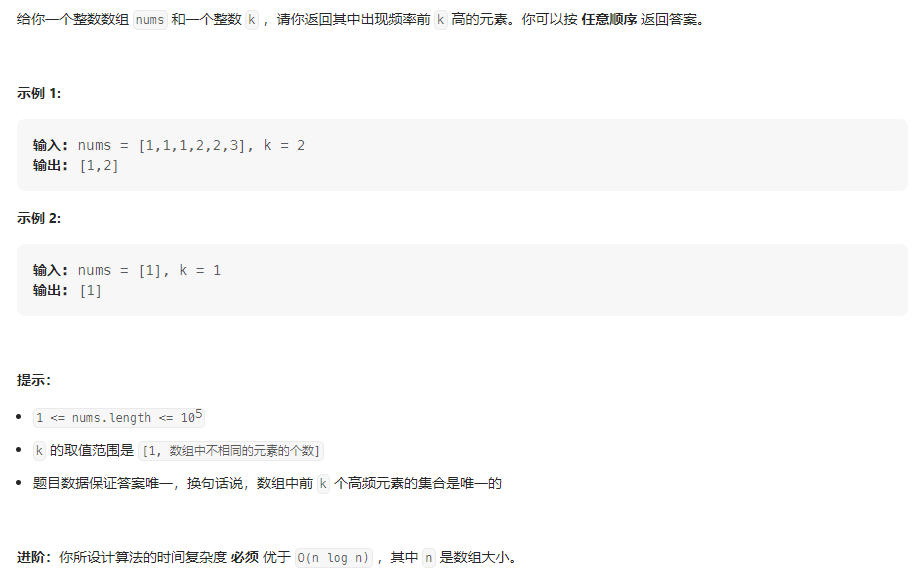 给你一个整数数组 nums 和一个整数 k ，请你返回其中出现频率前 k 高的元素。你可以按 任意顺序 返回答案。
示例 1:
输入: nums = [1,1,1,2,2,3], k = 2
输出: [1,2]
示例 2:
输入: nums = [1], k = 1
输出: [1]
提示：
1 <= nums.length <= 10⁵
k 的取值范围是 [1, 数组中不相同的元素的个数]
题目数据保证答案唯一，换句话说，数组中前 k 个高频元素的集合是唯一的
进阶：你所设计算法的时间复杂度 必须 优于 O(n log n) ，其中 n 是数组大小。